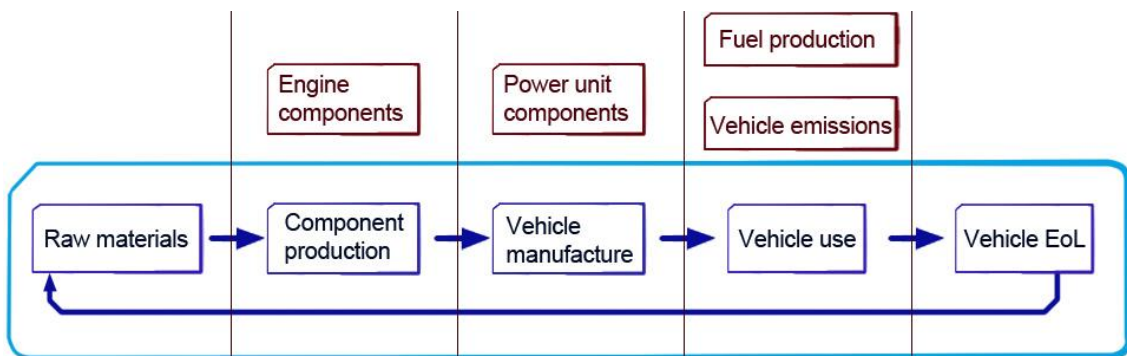 Fuel production
Engine
components
Power unit
components
Vehicle emissions
Raw materials
Component
production
Vehicle
manufacture
Vehicle use
Vehicle EoL